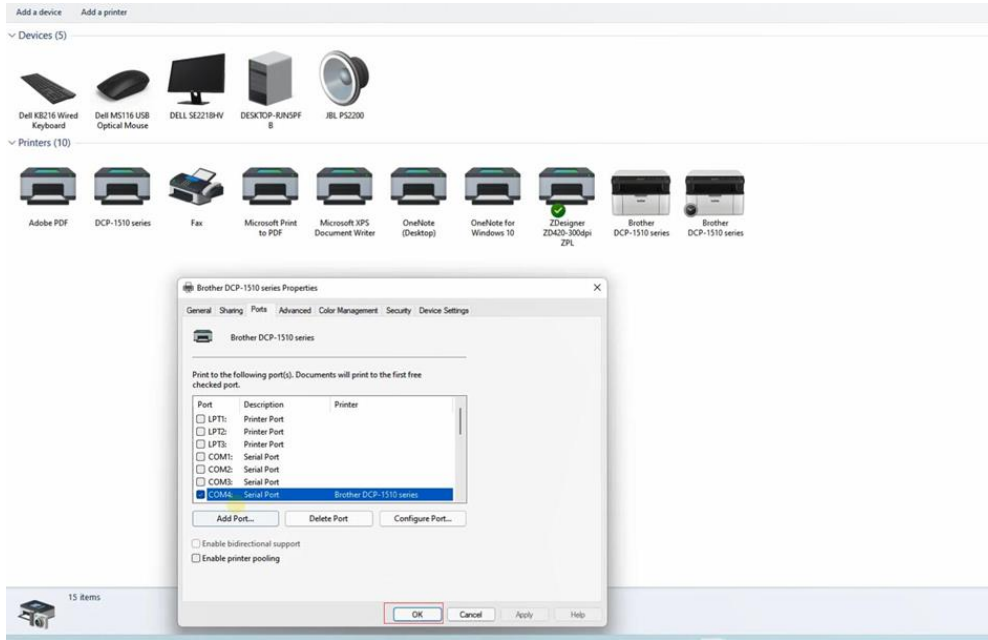 Add a device Add a printer
Devices (5)
Dell KB216 Wired
Keyboard
Dell MS116 USB
Optical Mouse
DELL SE2218HV
DESKTOP-RJN5PF
B
JBL PS2200
Printers (10)
Adobe PDF
DCP-1510 series
Fax
Microsoft Print
to PDF
Microsoft XPS
Document Writer
OneNote
(Desktop)
OneNote for
Windows 10
ZDesigner
ZD420-300dpi
ZPL
Brother
DCP-1510 series
Brother
DCP-1510 series
Brother DCP-1510 series Properties
General Sharing Ports Advanced Color Management Security Device Settings
Brother DCP-1510 series
Print to the following port(s). Documents will print to the first free
checked port.
Port Description Printer
LPT1: Printer Port
LPT2: Printer Port
LPT3: Printer Port
COM1: Serial Port
COM2: Serial Port
COM3: Serial Port
COM4: Serial Port Brother DCP-1510 series
Add Port... Delete Port Configure Port...
Enable bidirectional support
Enable printer pooling
15 items
OK Cancel Apply Help